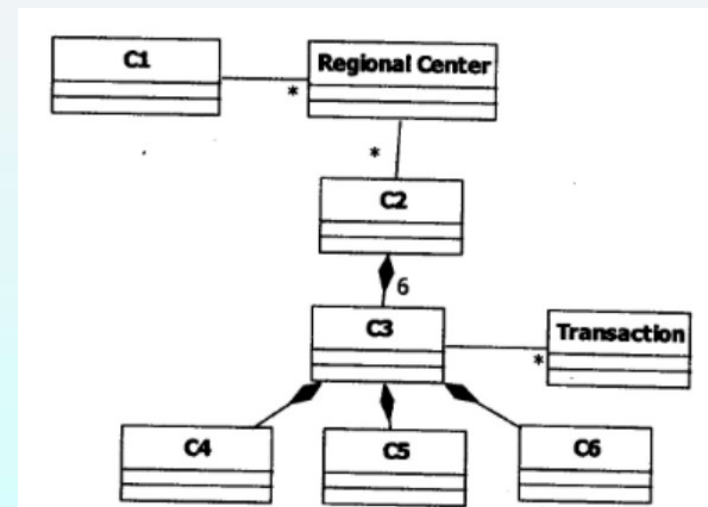 C1
Regional Center
*
*
C2
6
C3
Transaction
*
C4
C5
C6